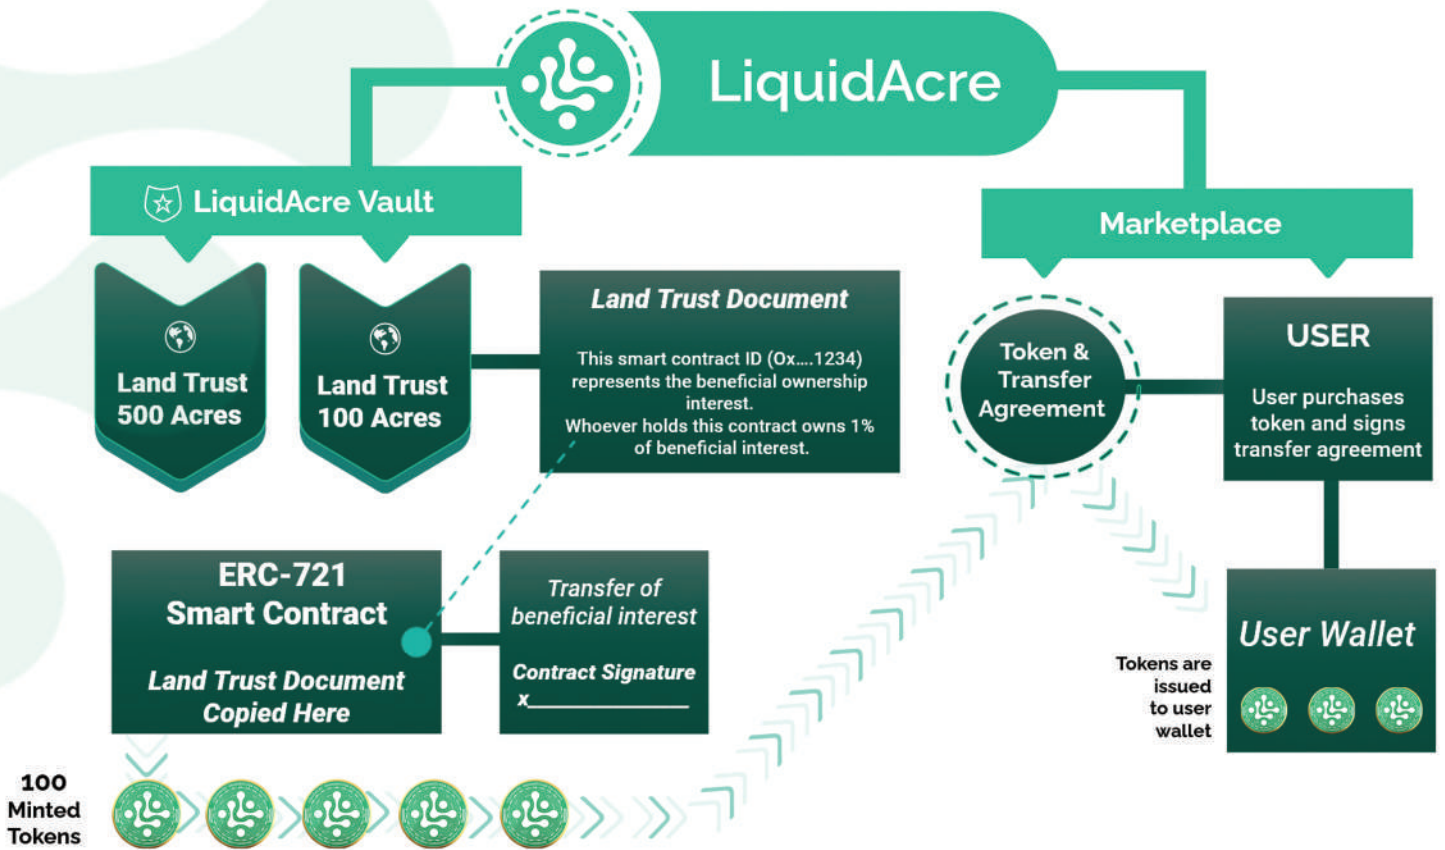 LiquidAcre
LiquidAcre Vault
Marketplace
Land Trust
500 Acres
Land Trust
100 Acres
Land Trust Document
This smart contract ID (Ox....1234)
represents the beneficial ownership
interest.
Whoever holds this contract owns 1%
of beneficial interest.
Token &
Transfer
Agreement
USER
User purchases
token and signs
transfer agreement
ERC-721
Smart Contract
Land Trust Document
Copied Here
Transfer of
beneficial interest
Contract Signature
x_________________
User Wallet
Tokens are
issued
to user
wallet
100
Minted
Tokens